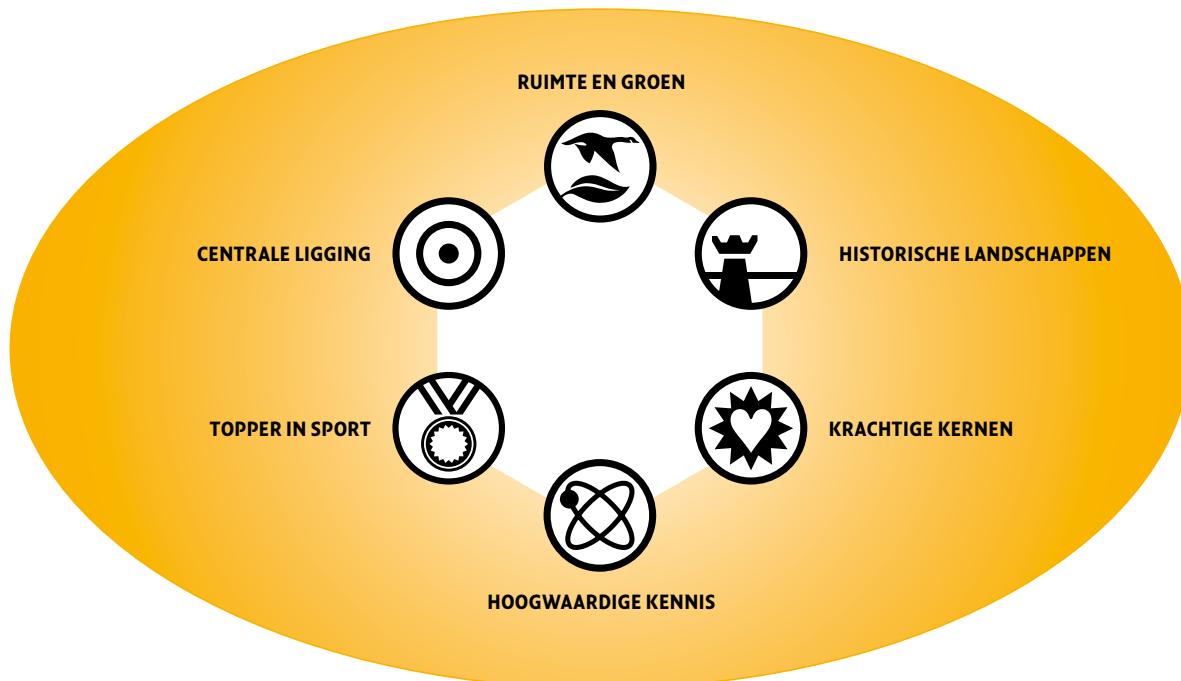 RUIMTE EN GROEN
CENTRALE LIGGING
HISTORISCHE LANDSCHAPPEN
TOPPER IN SPORT
KRACHTIGE KERNEN
HOOGWAARDIGE KENNIS